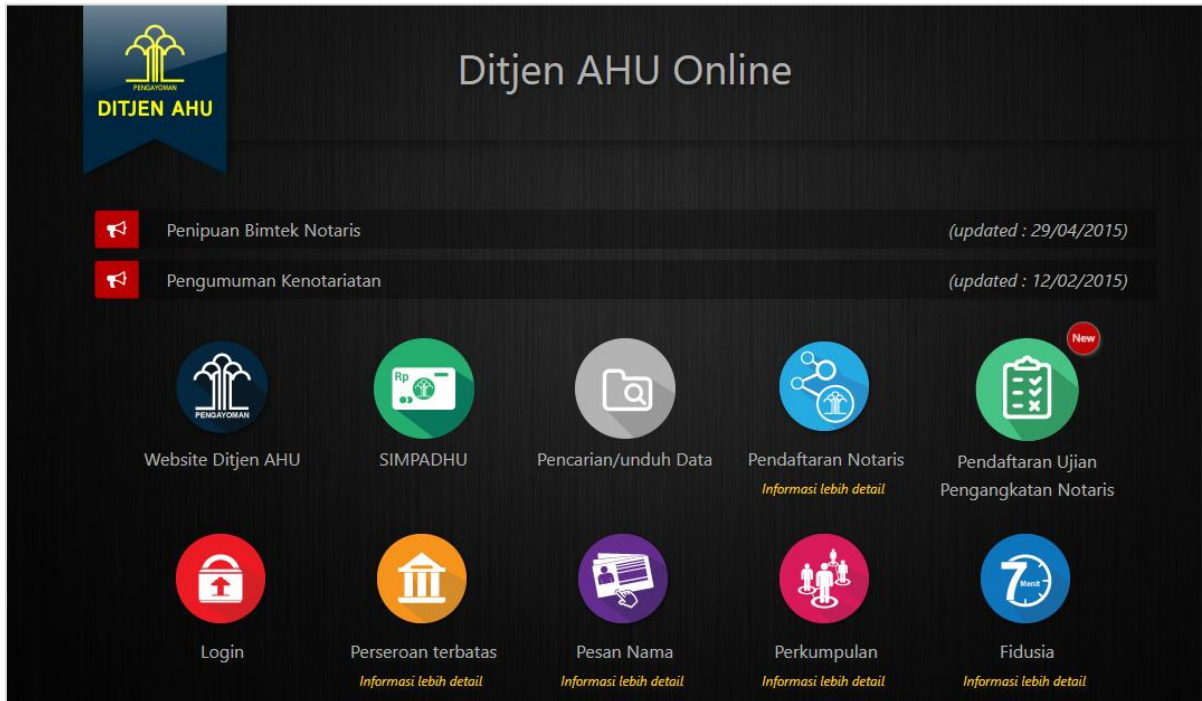 PENGAYOMAN
DITJEN AHU
Ditjen AHU Online
Penipuan Bimtek Notaris (updated : 29/04/2015)
Pengumuman Kenotariatan (updated : 12/02/2015)
New
PENGAYOMAN
Rp
Website Ditjen AHU
SIMPADHU
Pencarian/unduh Data
Pendaftaran Notaris
Informasi lebih detail
Pendaftaran Ujian
Pengangkatan Notaris
7 Menit
Login
Perseroan terbatas
Informasi lebih detail
Pesan Nama
Informasi lebih detail
Perkumpulan
Informasi lebih detail
Fidusia
Informasi lebih detail